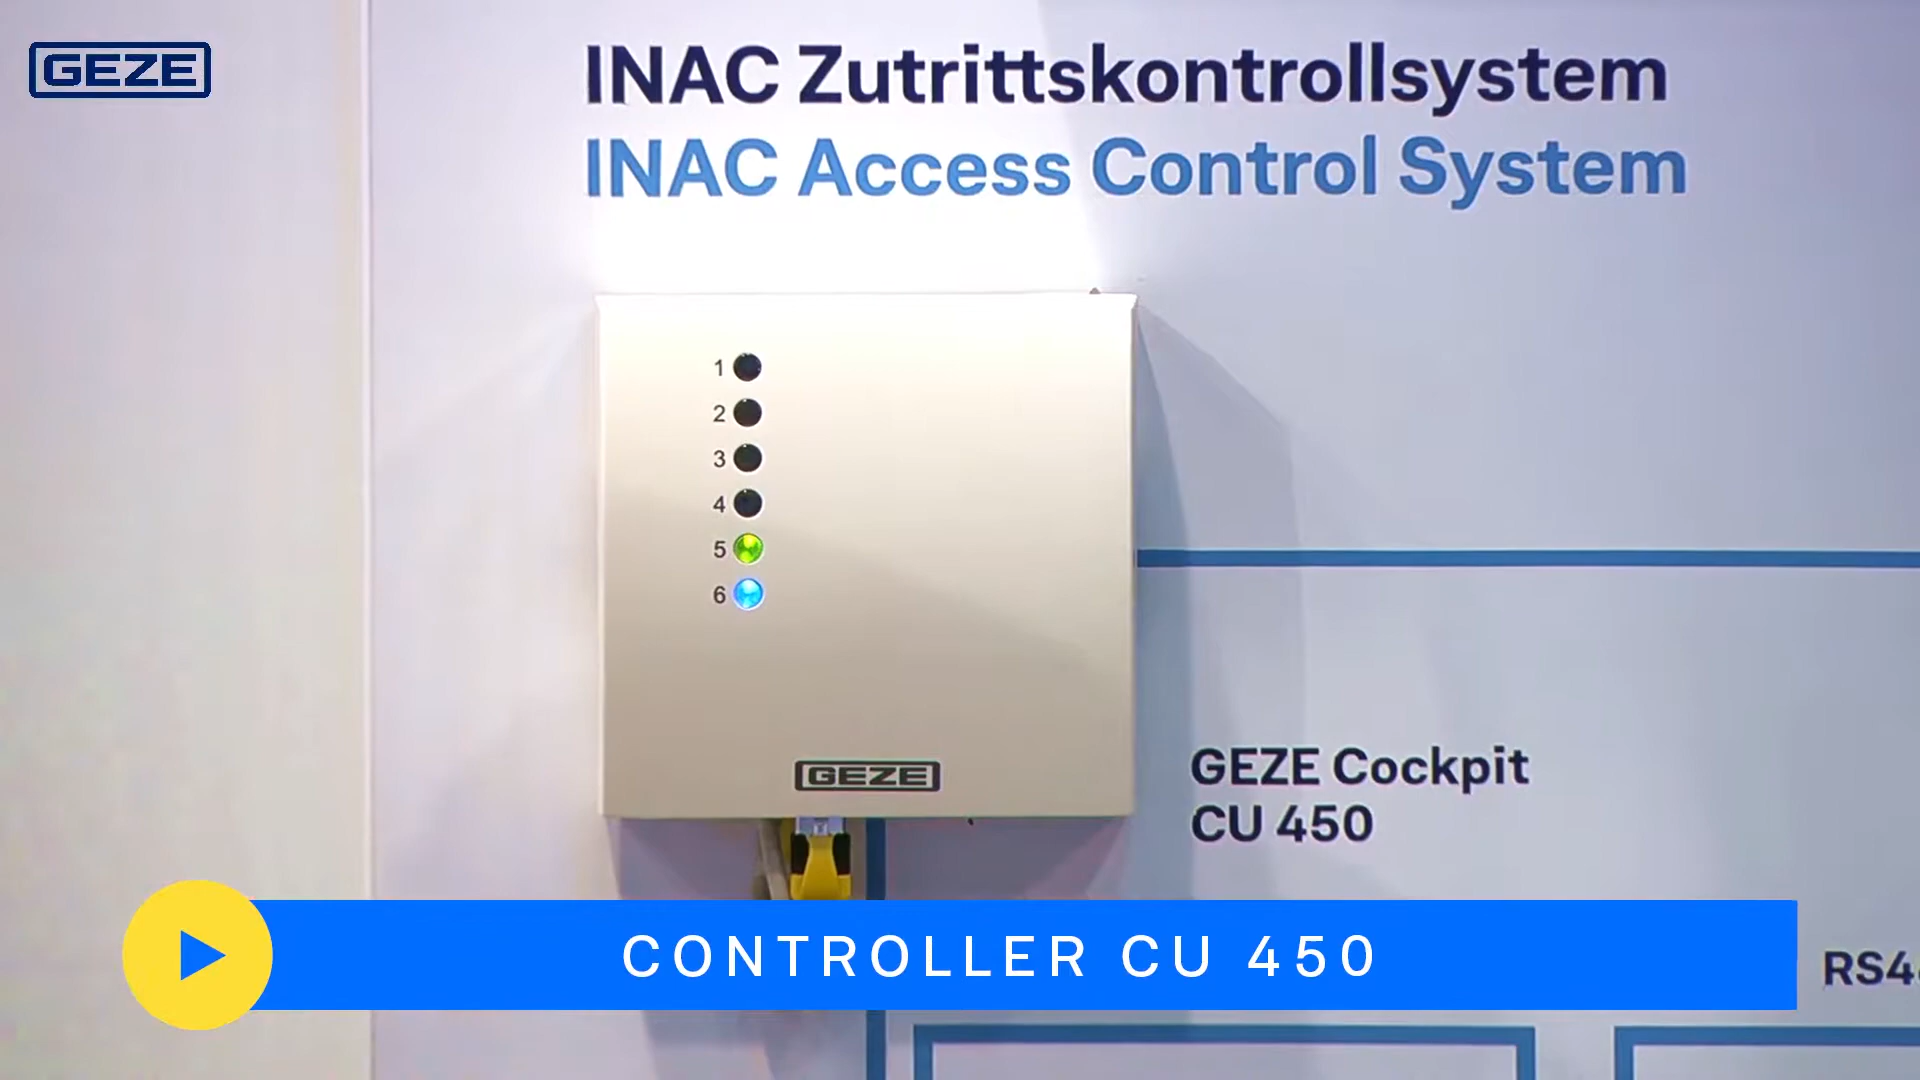 GEZE
INAC Zutrittskontrollsystem
INAC Access Control System
1
2
3
4
5
6
GEZE
GEZE Cockpit
CU 450
CONTROLLER CU 450